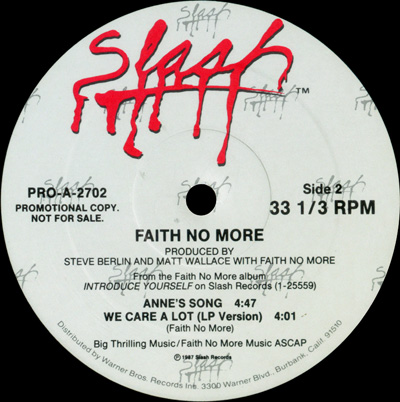 Slash
TM
PRO-A-2702
PROMOTIONAL COPY.
NOT FOR SALE.
Side 2
33 1/3 RPM
FAITH NO MORE
PRODUCED BY
STEVE BERLIN AND MATT WALLACE WITH FAITH NO MORE
From the Faith No More album
INTRODUCE YOURSELF on Slash Records (1-25559)
ANNE'S SONG 4:47
WE CARE A LOT (LP Version) 4:01
(Faith No More)
Big Thrilling Music/Faith No More Music ASCAP
℗ 1987 Slash Records
Distributed by Warner Bros. Records Inc. 3300 Warner Blvd., Burbank, Calif. 91510